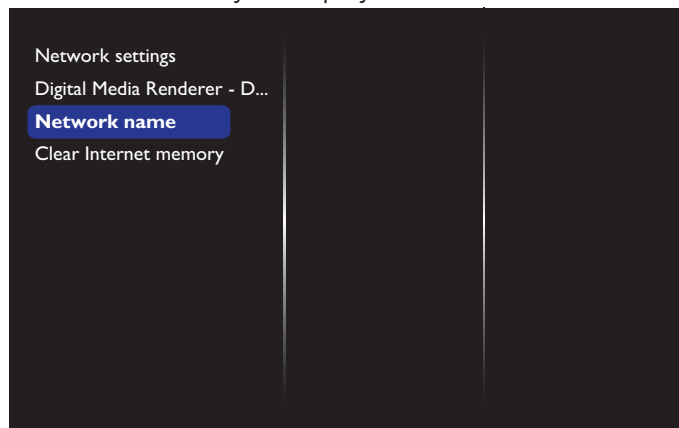 Network settings
Digital Media Renderer - D...
Network name
Clear Internet memory